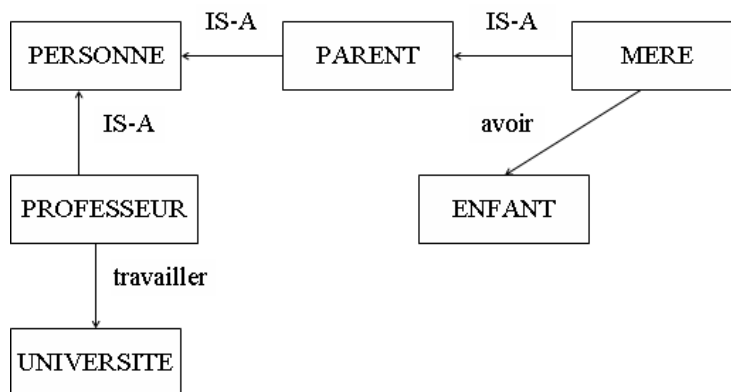 IS-A
IS-A
PERSONNE
PARENT
MERE
IS-A
avoir
PROFESSEUR
ENFANT
travailler
UNIVERSITE